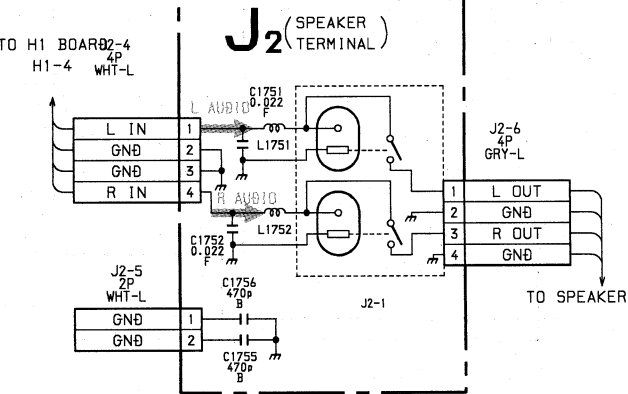 J2 (SPEAKER
TERMINAL)
TO H1 BOARD
H1-4
J2-4
4P
WHT-L
L IN 1
GND 2
GND 3
R IN 4
L AUDIO
C1751
0.022
F
L1751
R AUDIO
L1752
C1752
0.022
F
J2-6
4P
GRY-L
1 L OUT
2 GND
3 R OUT
4 GND
TO SPEAKER
J2-1
J2-5
2P
WHT-L
GND 1
GND 2
C1756
470p
B
C1755
470p
B